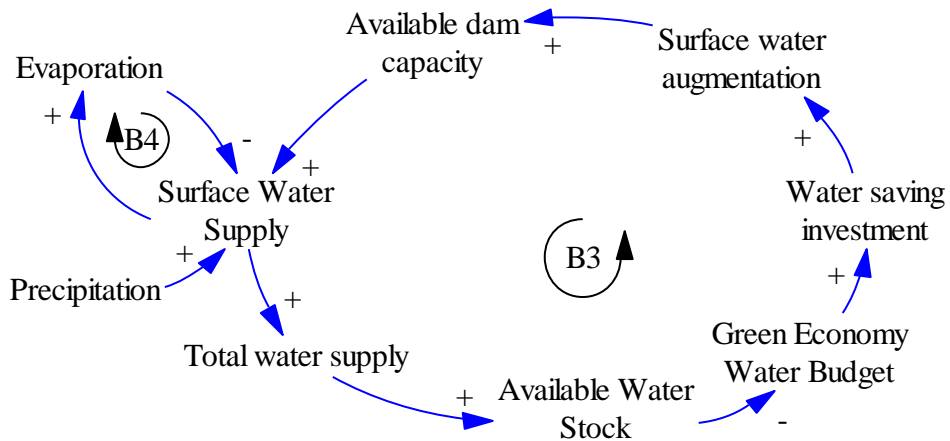 Available dam
capacity
+
Surface water
augmentation
Evaporation
+
B4
-
+
+
Surface Water
Supply
Water saving
investment
+
B3
+
Precipitation
+
Green Economy
Water Budget
Total water supply
+
Available Water
Stock
-